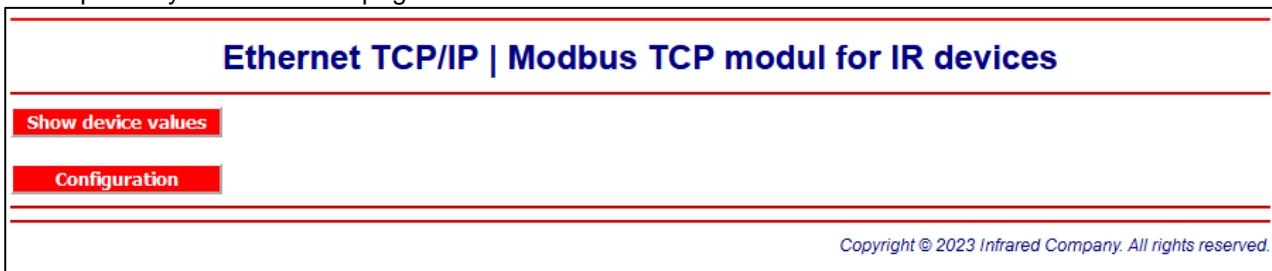 Ethernet TCP/IP | Modbus TCP modul for IR devices
Show device values
Configuration
Copyright © 2023 Infrared Company. All rights reserved.